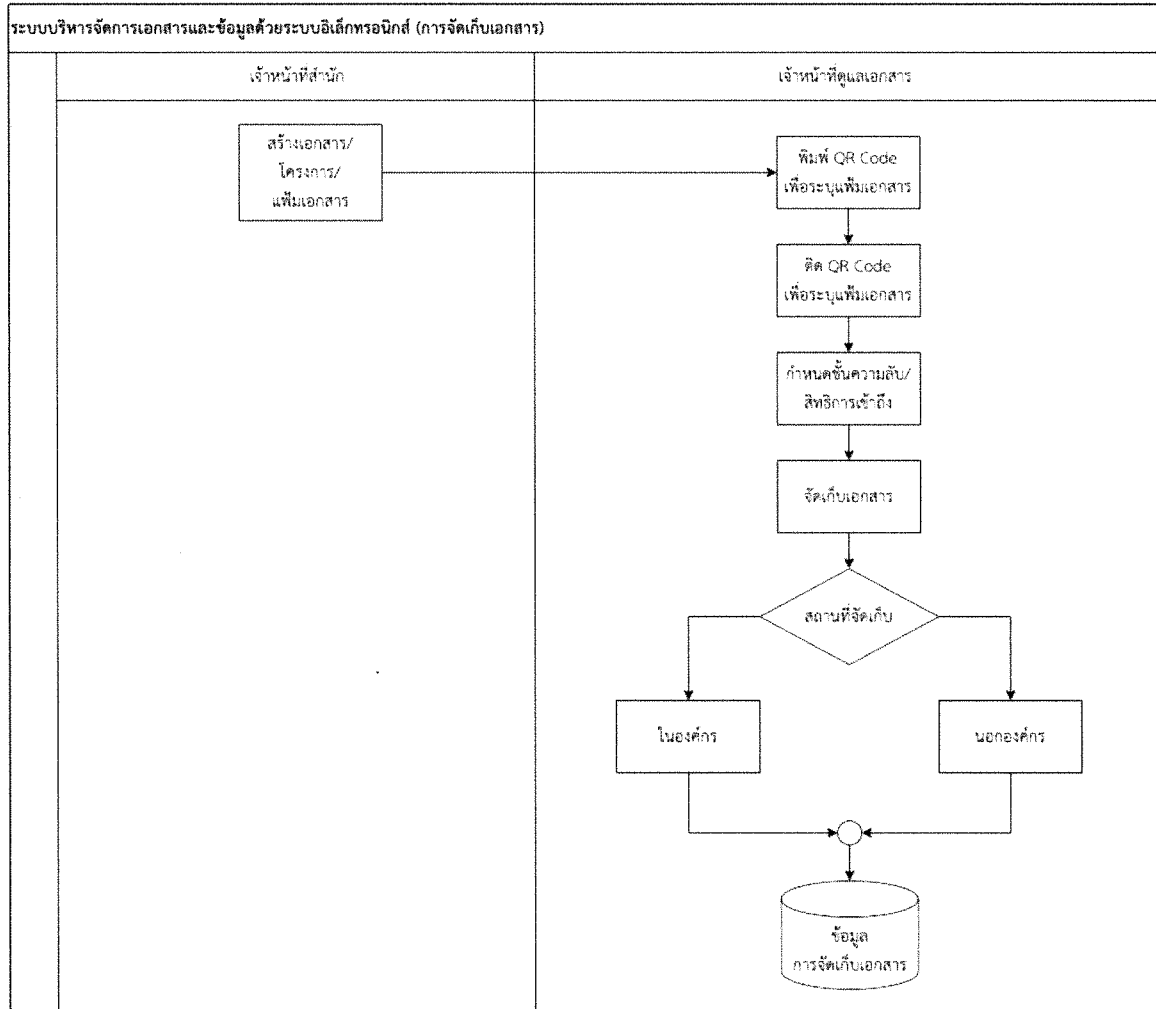 ระบบบริหารจัดการเอกสารและข้อมูลด้วยระบบอิเล็กทรอนิกส์ (การจัดเก็บเอกสาร)
เจ้าหน้าที่สำนัก
เจ้าหน้าที่ดูแลเอกสาร
สร้างเอกสาร/
โครงการ/
แฟ้มเอกสาร
พิมพ์ QR Code
เพื่อระบุแฟ้มเอกสาร
ติด QR Code
เพื่อระบุแฟ้มเอกสาร
กำหนดชั้นความลับ/
สิทธิการเข้าถึง
จัดเก็บเอกสาร
สถานที่จัดเก็บ
ในองค์กร
นอกองค์กร
ข้อมูล
การจัดเก็บเอกสาร